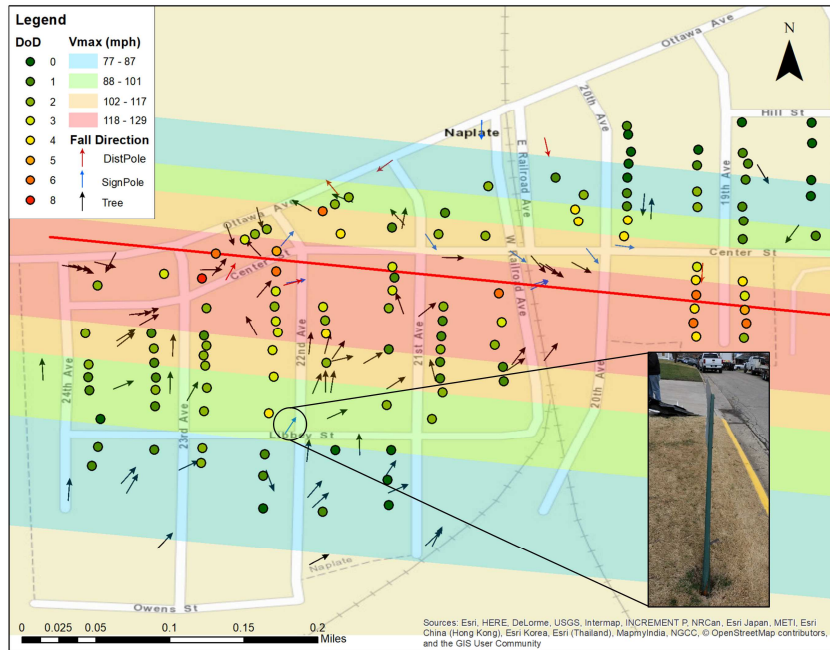 Legend
DoD
Vmax (mph)
0
1
2
3
4
5
6
8
77 - 87
88 - 101
102 - 117
118 - 129
Fall Direction
DistPole
SignPole
Tree
N
Ottawa Ave
20th Ave
Hill St
Naplate
E Railroad Ave
19th Ave
Ottawa Ave
Center St
Center St
W Railroad Ave
24th Ave
23rd Ave
22nd Ave
21st Ave
20th Ave
Libbey St
Naplate
Owens St
0 0.025 0.05 0.1 0.15 0.2
Miles
Sources: Esri, HERE, DeLorme, USGS, Intermap, INCREMENT P, NRCan, Esri Japan, METI, Esri
China (Hong Kong), Esri Korea, Esri (Thailand), MapmyIndia, NGCC, © OpenStreetMap contributors,
and the GIS User Community